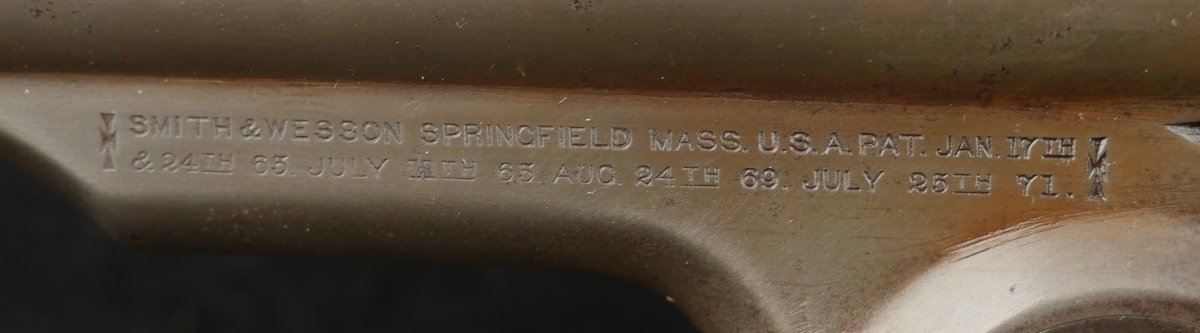 SMITH & WESSON SPRINGFIELD MASS. U.S.A. PAT. JAN. 17TH
& 24TH 65. JULY 11TH 65. AUG. 24TH 69. JULY 25TH 71.